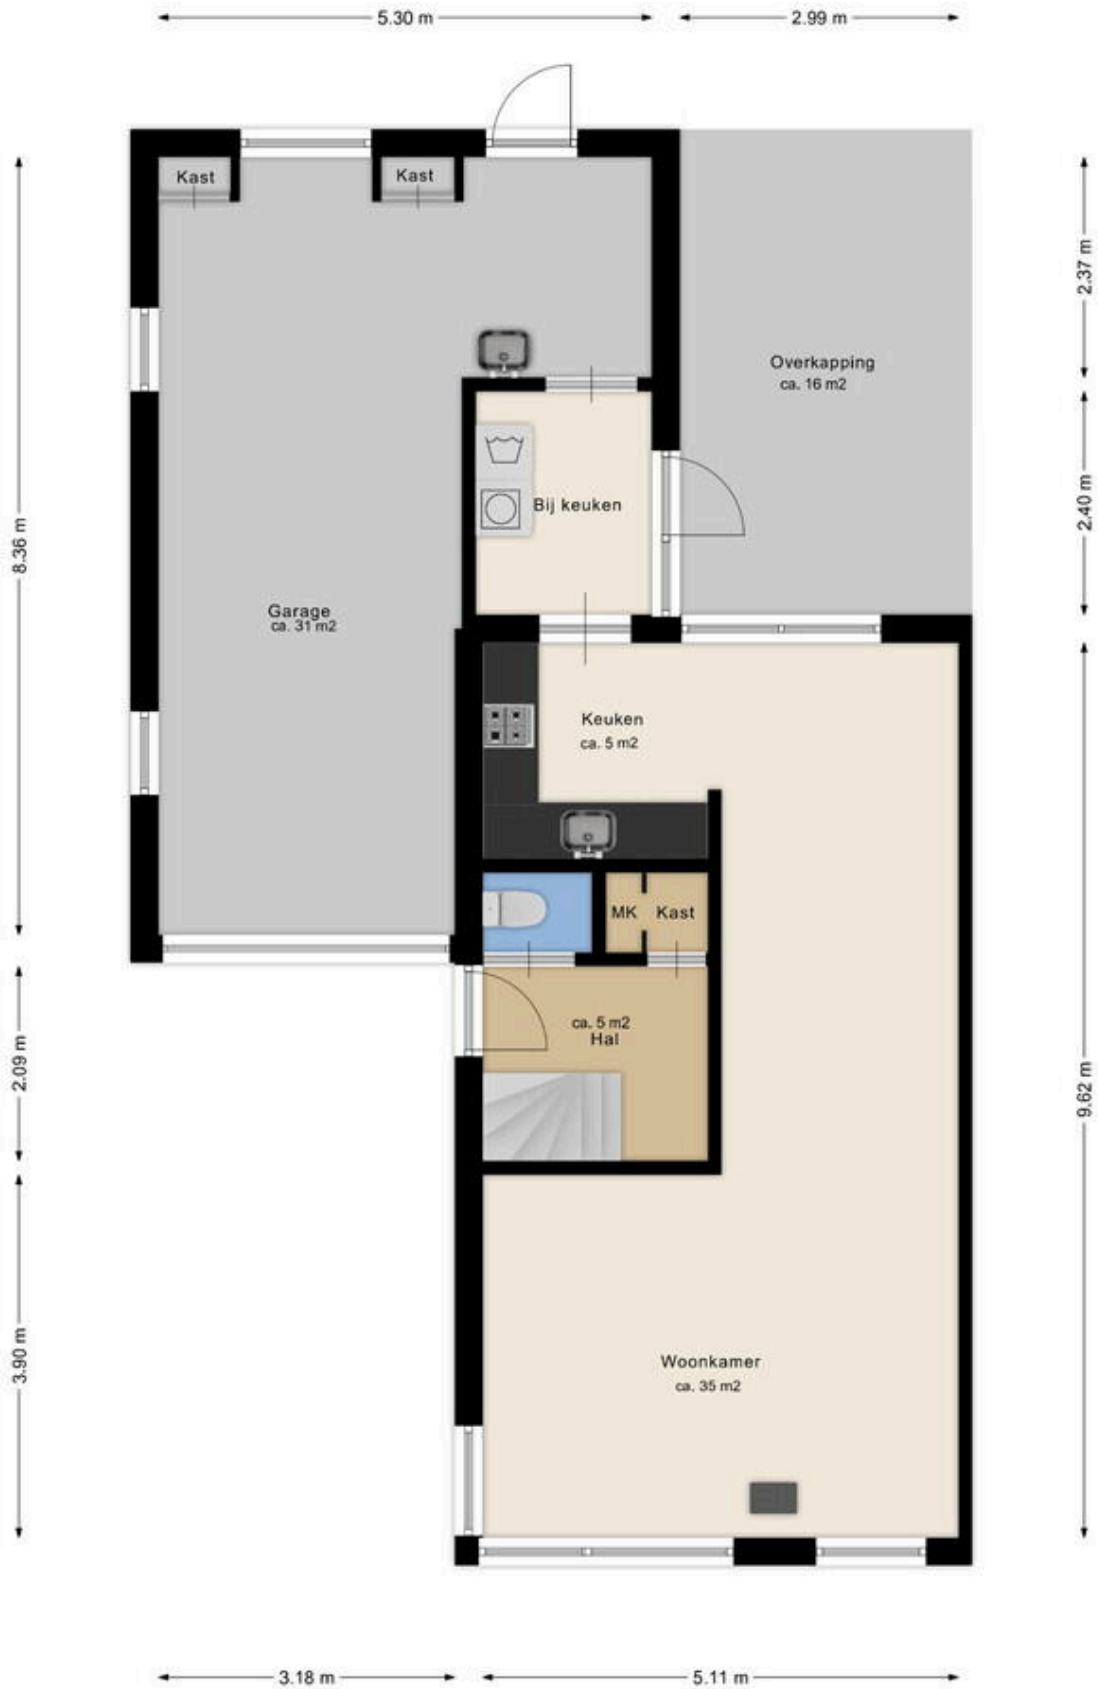 5.30 m
2.99 m
Kast
Kast
2.37 m
Overkapping
ca. 16 m2
Bij keuken
2.40 m
8.36 m
Garage
ca. 31 m2
Keuken
ca. 5 m2
MK
Kast
ca. 5 m2
Hal
2.09 m
9.62 m
3.90 m
Woonkamer
ca. 35 m2
3.18 m
5.11 m